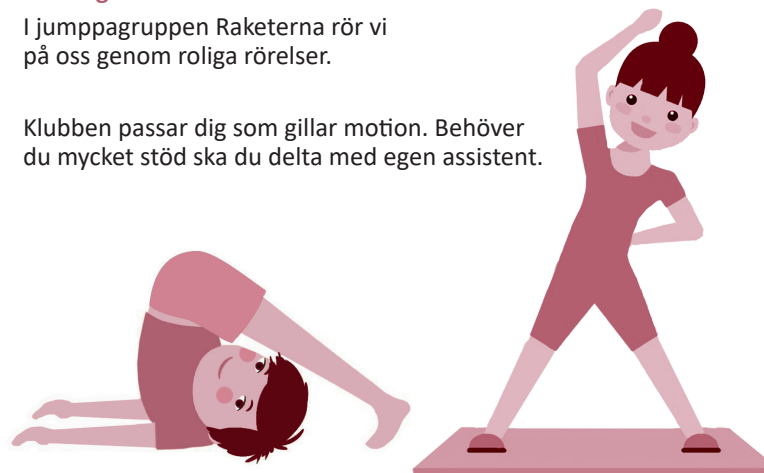 I jumppagruppen Raketerna rör vi
på oss genom roliga rörelser.
Klubben passar dig som gillar motion. Behöver
du mycket stöd ska du delta med egen assistent.